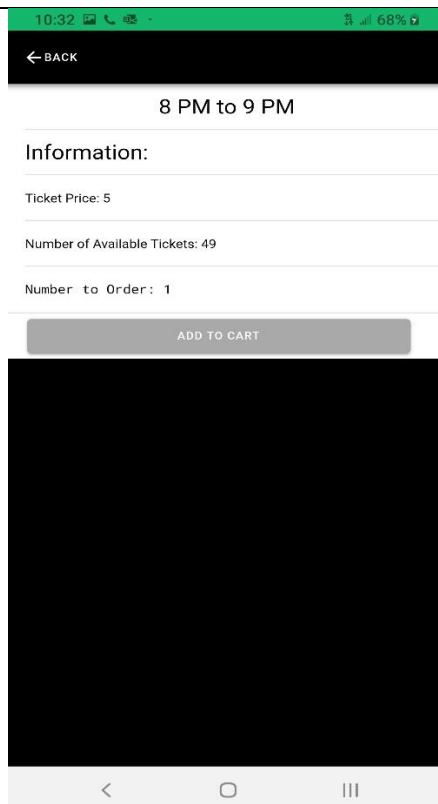 10:32 68%
BACK
8 PM to 9 PM
Information:
Ticket Price: 5
Number of Available Tickets: 49
Number to Order: 1
ADD TO CART